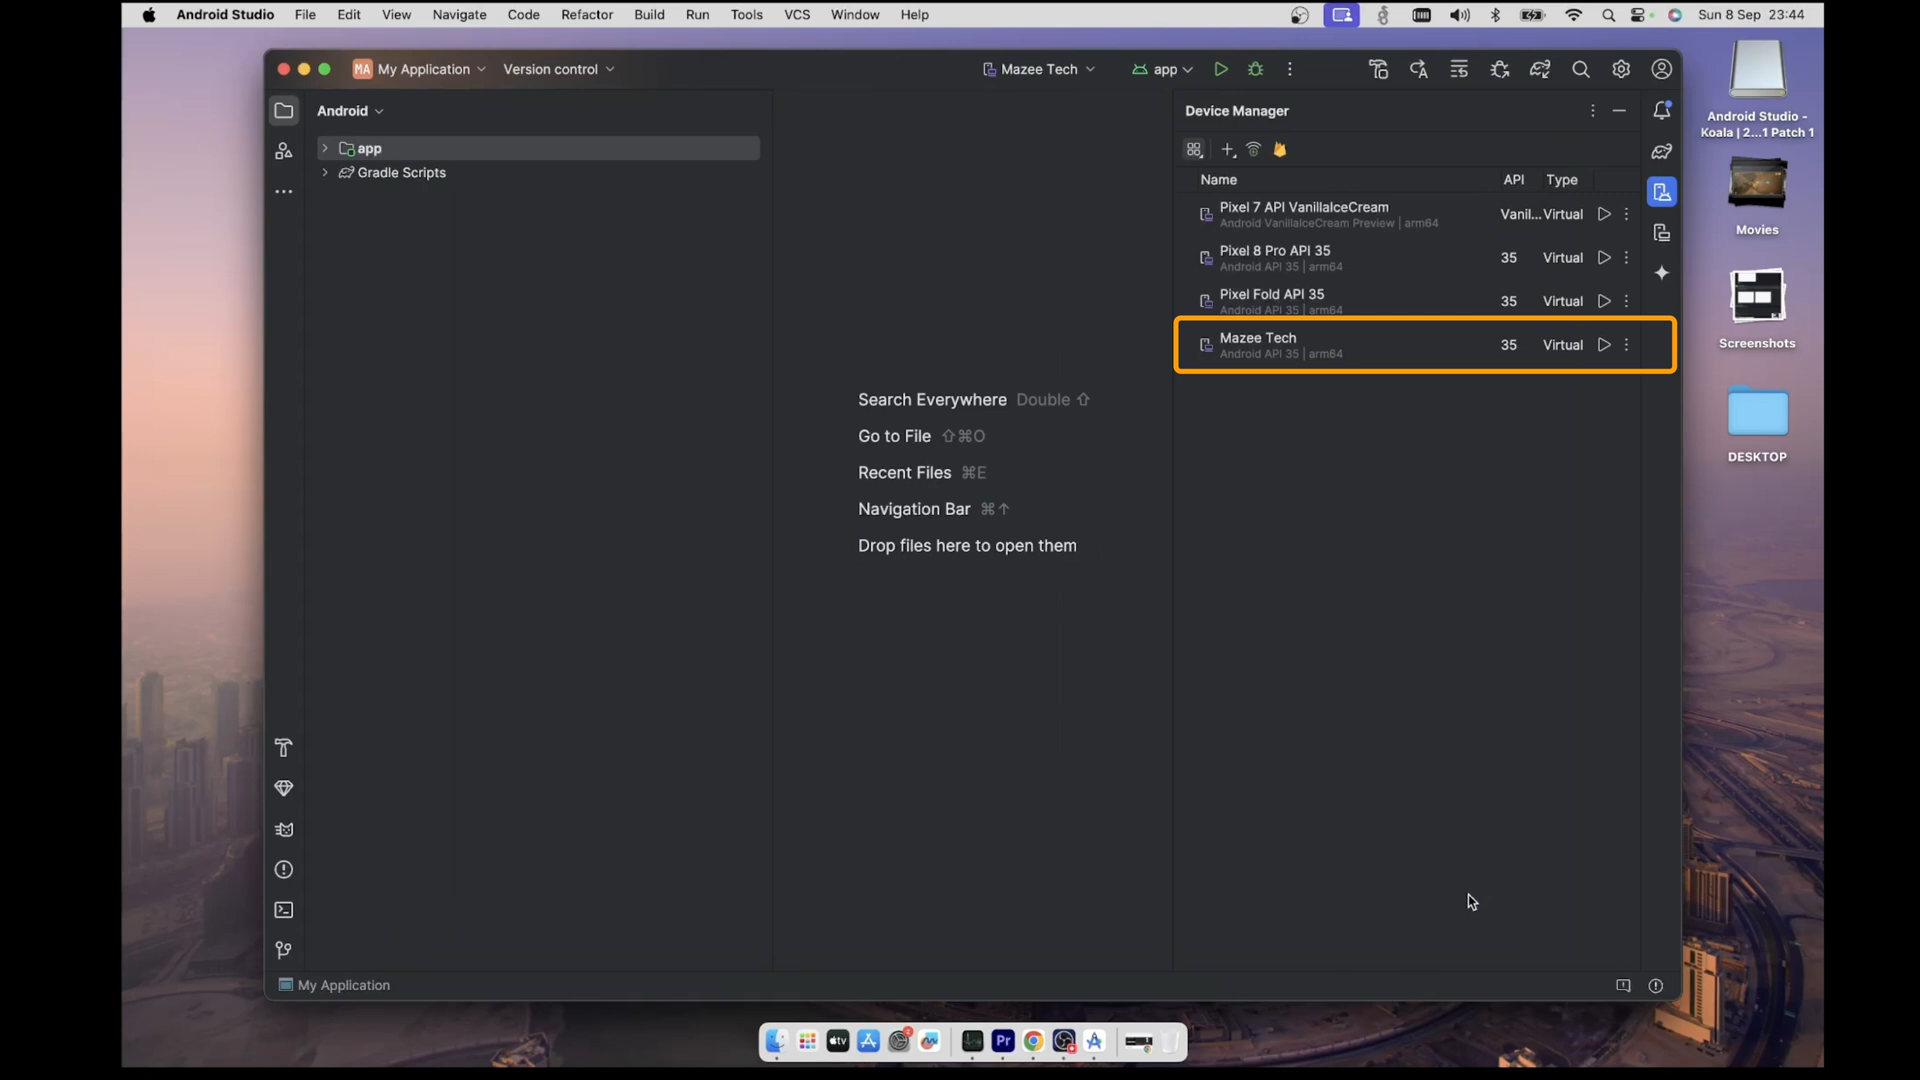 Android Studio File Edit View Navigate Code Refactor Build Run Tools VCS Window Help Sun 8 Sep 23:44
MA My Application Version control Mazee Tech app
Android
app
Gradle Scripts
Search Everywhere Double ⇧
Go to File ⇧⌘O
Recent Files ⌘E
Navigation Bar ⌘↑
Drop files here to open them
Device Manager
Name API Type
Pixel 7 API VanillaIceCream Vanil... Virtual
Android VanillaIceCream Preview | arm64
Pixel 8 Pro API 35 35 Virtual
Android API 35 | arm64
Pixel Fold API 35 35 Virtual
Android API 35 | arm64
Mazee Tech 35 Virtual
Android API 35 | arm64
Android Studio -
Koala | 2...1 Patch 1
Movies
Screenshots
DESKTOP
My Application
tv
Pr